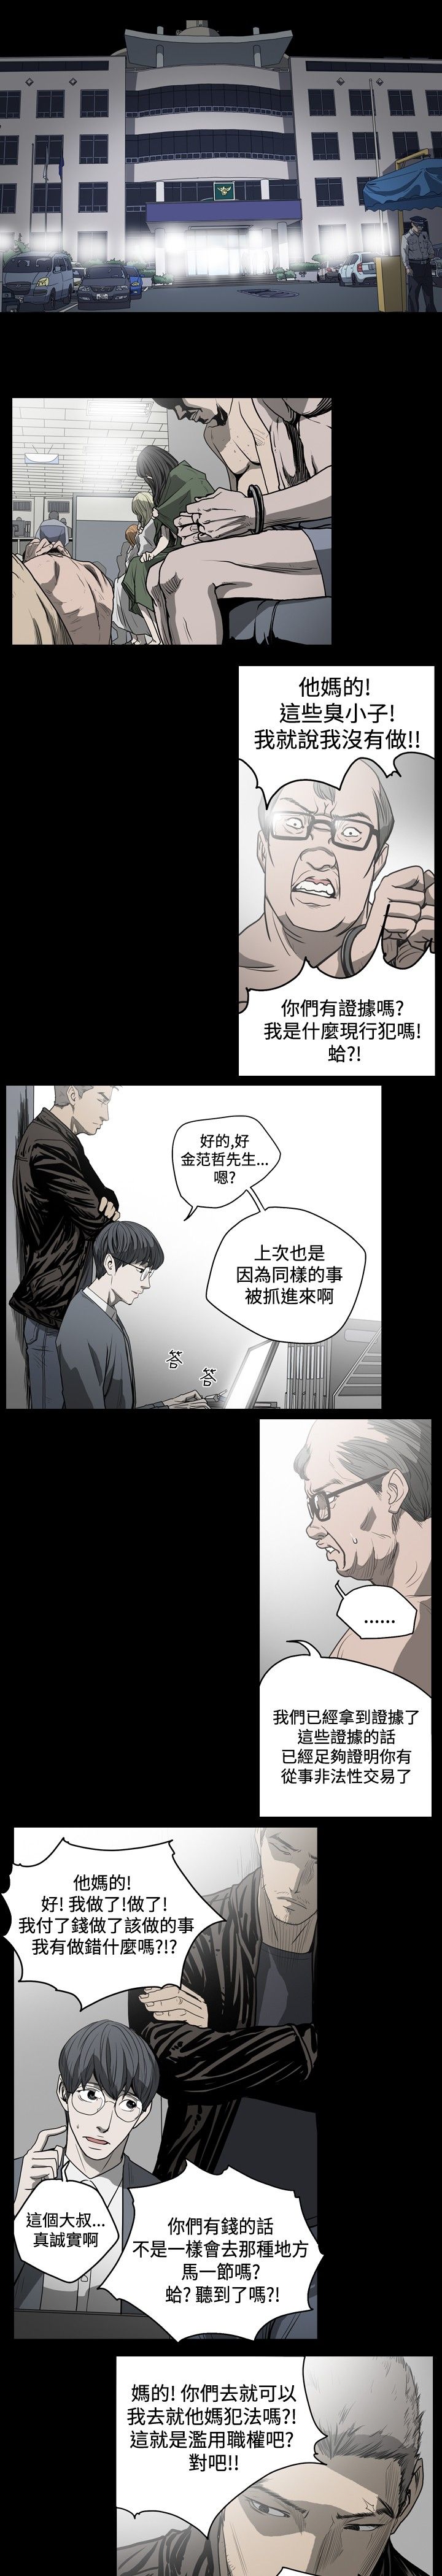 他媽的!
這些臭小子!
我就說我沒有做!!
你們有證據嗎?
我是什麼現行犯嗎!
蛤?!
好的,好
金范哲先生...
嗯?
上次也是
因為同樣的事
被抓進來啊
答
答
......
我們已經拿到證據了
這些證據的話
已經足夠證明你有
從事非法性交易了
他媽的!
好! 我做了!做了!
我付了錢做了該做的事
我有做錯什麼嗎?!?
這個大叔...
真誠實啊
你們有錢的話
不是一樣會去那種地方
馬一節嗎?
蛤? 聽到了嗎?!
媽的! 你們去就可以
我去就他媽犯法嗎?!
這就是濫用職權吧?
對吧!!